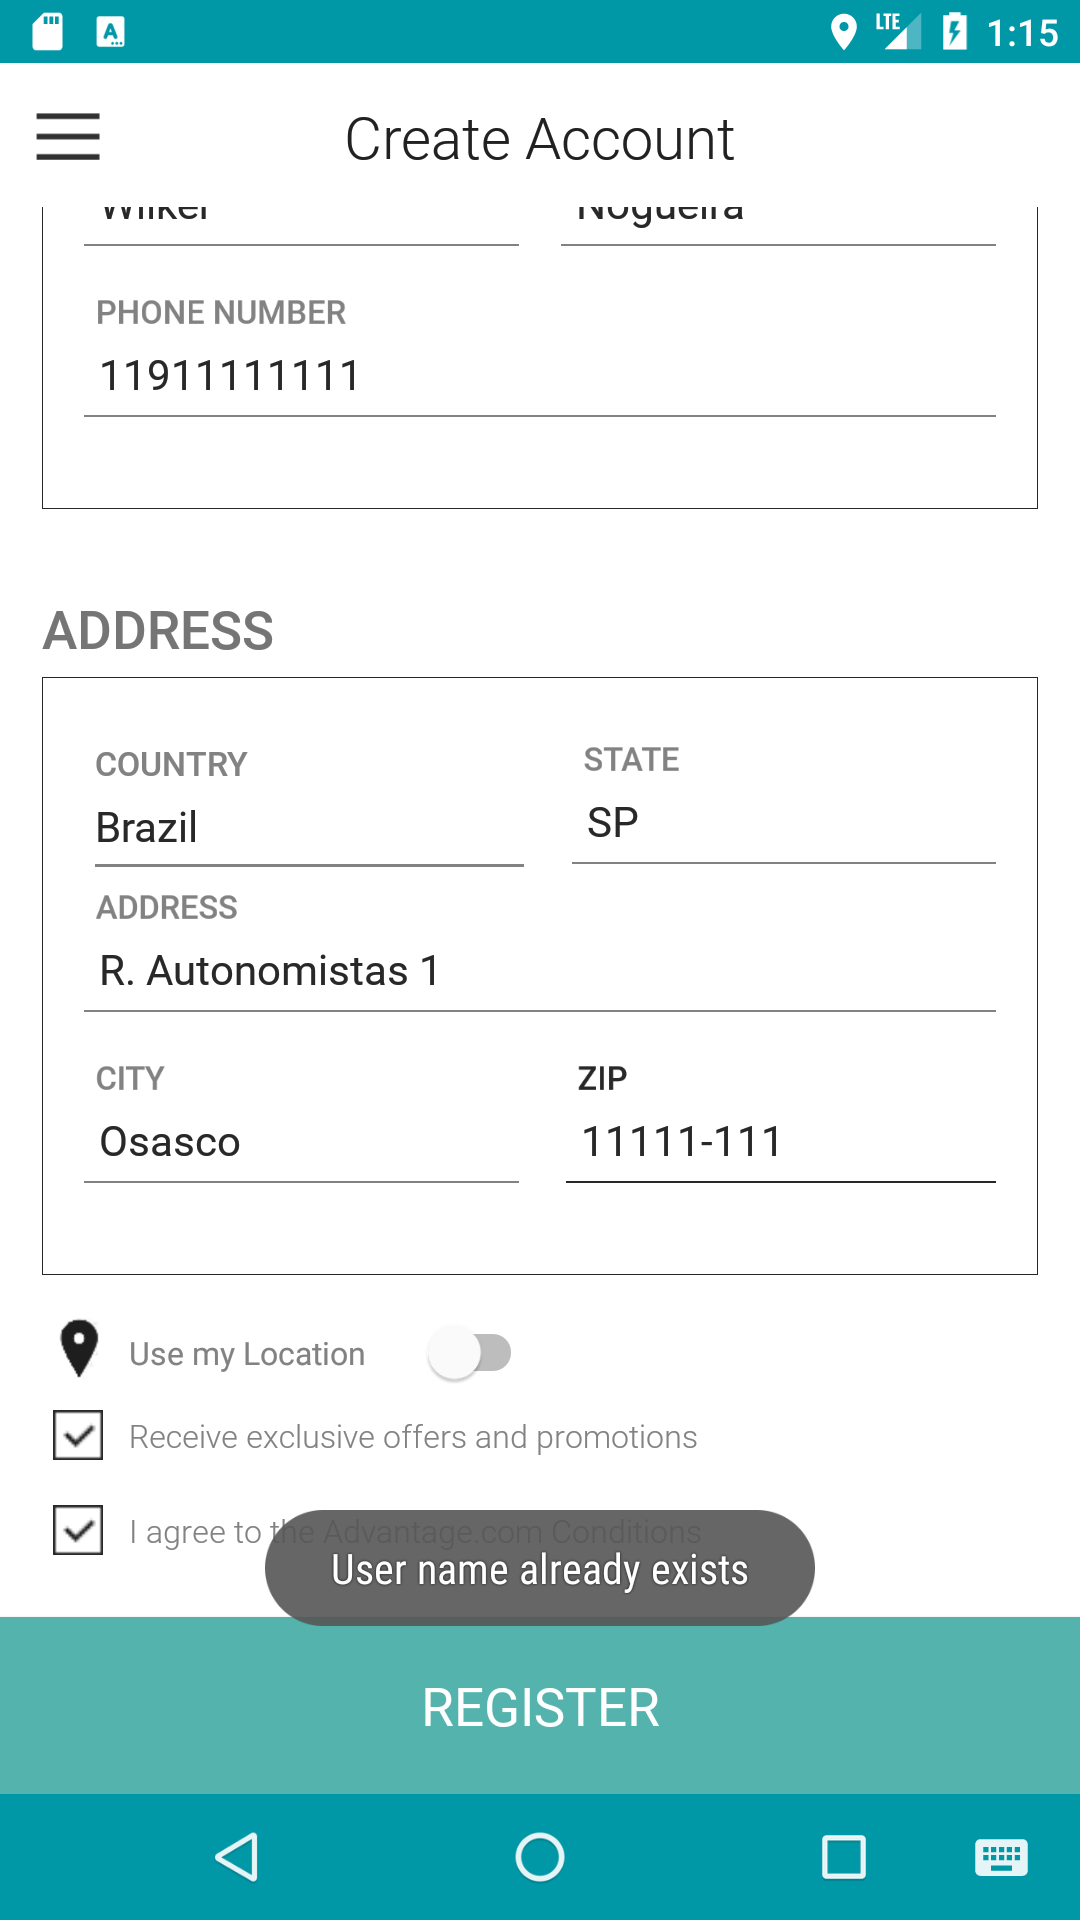 LTE 1:15
Create Account
Wilker Nogueira
PHONE NUMBER
11911111111
ADDRESS
COUNTRY STATE
Brazil SP
ADDRESS
R. Autonomistas 1
CITY ZIP
Osasco 11111-111
Use my Location
Receive exclusive offers and promotions
I agree to the Advantage.com Conditions
User name already exists
REGISTER